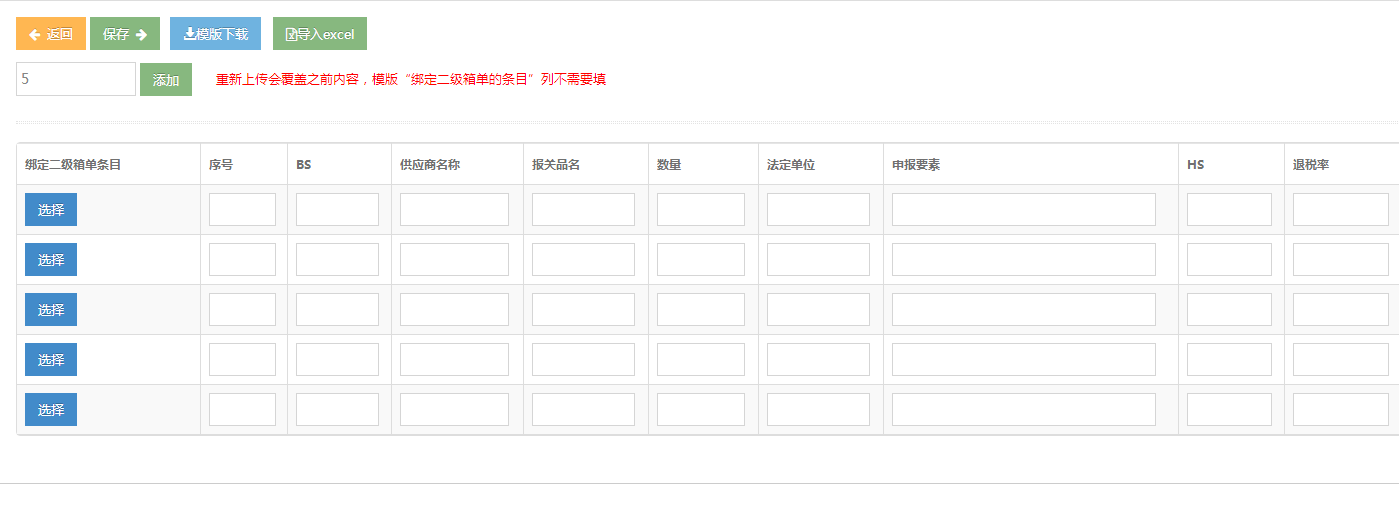 返回 保存 模版下载 导入excel
5 添加 重新上传会覆盖之前内容，模版“绑定二级箱单的条目”列不需要填
绑定二级箱单条目 序号 BS 供应商名称 报关品名 数量 法定单位 申报要素 HS 退税率
选择
选择
选择
选择
选择